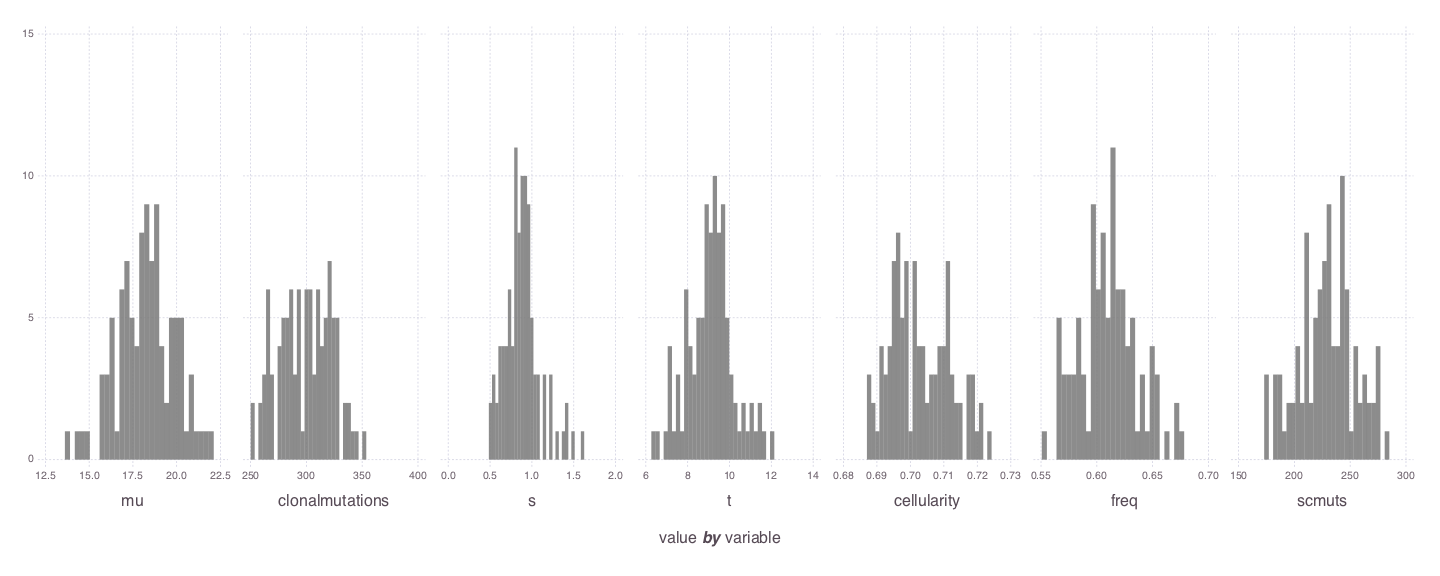 15
10
5
0
12.5 15.0 17.5 20.0 22.5 250 300 350 400 0.0 0.5 1.0 1.5 2.0 6 8 10 12 14 0.68 0.69 0.70 0.71 0.72 0.73 0.55 0.60 0.65 0.70 150 200 250 300
mu clonalmutations s t cellularity freq scmuts
value by variable